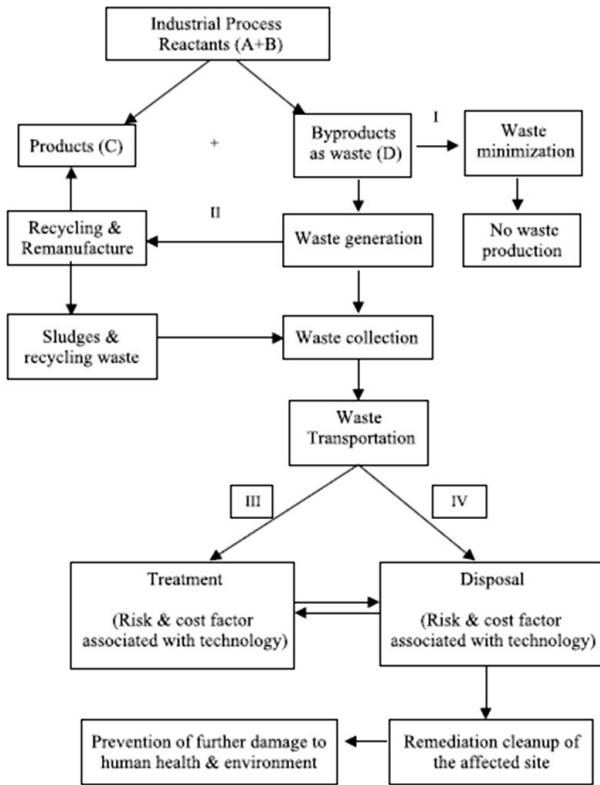 Industrial Process
Reactants (A+B)
Products (C)
+
Byproducts
as waste (D)
I
Waste
minimization
Recycling &
Remanufacture
II
Waste generation
No waste
production
Sludges &
recycling waste
Waste collection
Waste
Transportation
III
IV
Treatment
(Risk & cost factor
associated with technology)
Disposal
(Risk & cost factor
associated with technology)
Prevention of further damage to
human health & environment
Remediation cleanup of
the affected site